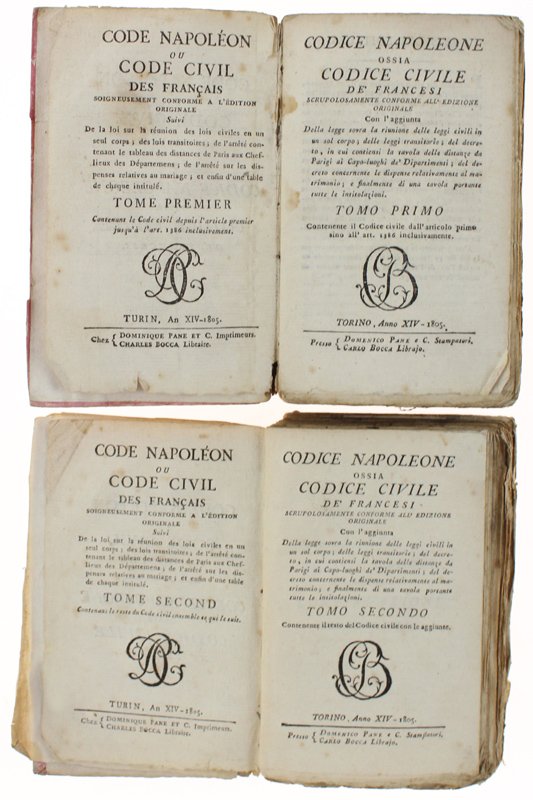 CODE NAPOLÉON
OU
CODE CIVIL
DES FRANÇAIS
SOIGNEUSEMENT CONFORME A L'ÉDITION
ORIGINALE
Suivi
De la loi sur la réunion des lois civiles en un
seul corps; des lois transitoires; de l'arrêté con-
tenant le tableau des distances de Paris aux Chef-
lieux des Départemens; de l'arrêté sur les dis-
penses relatives au mariage; et enfin d'une table
de chaque intitulé.
TOME PREMIER
Contenant le Code civil depuis l'article premier
jusqu'à l'art. 1386 inclusivement.
TURIN, An XIV-1805.
Chez { DOMINIQUE PANE ET C. Imprimeurs.
CHARLES BOCCA Libraire.
CODICE NAPOLEONE
OSSIA
CODICE CIVILE
DE' FRANCESI
SCRUPOLOSAMENTE CONFORME ALL' EDIZIONE
ORIGINALE
Con l'aggiunta
Della legge sovra la riunione delle leggi civili in
un sol corpo; delle leggi transitorie; del decre-
to, in cui contiensi la tavola delle distanze da
Parigi ai Capo-luoghi de' Dipartimenti; del de-
creto concernente le dispense relativamente al ma-
trimonio; e finalmente di una tavola portante
tutte le intitolazioni.
TOMO PRIMO
Contenente il Codice civile dall'articolo primo
sino all' art. 1386 inclusivamente.
TORINO, Anno XIV-1805.
Presso { DOMENICO PANE e C. Stampatori,
CARLO BOCCA Librajo.
CODE NAPOLÉON
OU
CODE CIVIL
DES FRANÇAIS
SOIGNEUSEMENT CONFORME A L'ÉDITION
ORIGINALE
Suivi
De la loi sur la réunion des lois civiles en un
seul corps; des lois transitoires; de l'arrêté conte-
nant le tableau des distances de Paris aux Chef-
lieux des Départemens; de l'arrêté sur les dis-
penses relatives au mariage; et enfin d'une table
de chaque intitulé.
TOME SECOND
Contenant le reste du Code civil ensemble ce qui le suit.
TURIN, An XIV-1805.
Chez { DOMINIQUE PANE ET C. Imprimeurs.
CHARLES BOCCA Libraire.
CODICE NAPOLEONE
OSSIA
CODICE CIVILE
DE' FRANCESI
SCRUPOLOSAMENTE CONFORME ALL' EDIZIONE
ORIGINALE
Con l'aggiunta
Della legge sovra la riunione delle leggi civili in
un sol corpo; delle leggi transitorie; del decre-
to, in cui contiensi la tavola delle distanze da
Parigi ai Capo-luoghi de' Dipartimenti; del de-
creto concernente le dispense relativamente al ma-
trimonio; e finalmente di una tavola portante
tutte le intitolazioni.
TOMO SECONDO
Contenente il resto del Codice civile con le aggiunte.
TORINO, Anno XIV-1805.
Presso { DOMENICO PANE e C. Stampatori,
CARLO BOCCA Librajo.